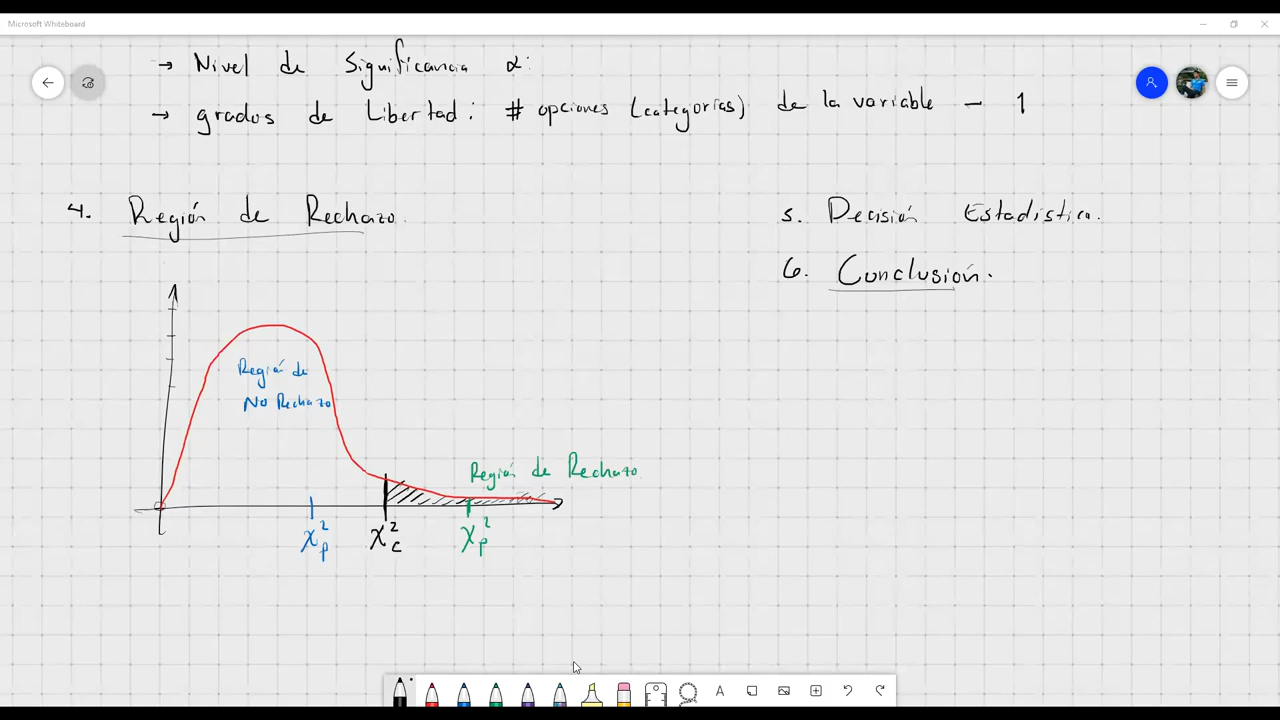 Microsoft Whiteboard
→ Nivel de Significancia α:
→ grados de Libertad: # opciones (categorías) de la variable - 1
4. Región de Rechazo.
5. Decisión Estadística.
6. Conclusión.
Región de
No Rechazo
Región de Rechazo
χ²p
χ²c
χ²p
A